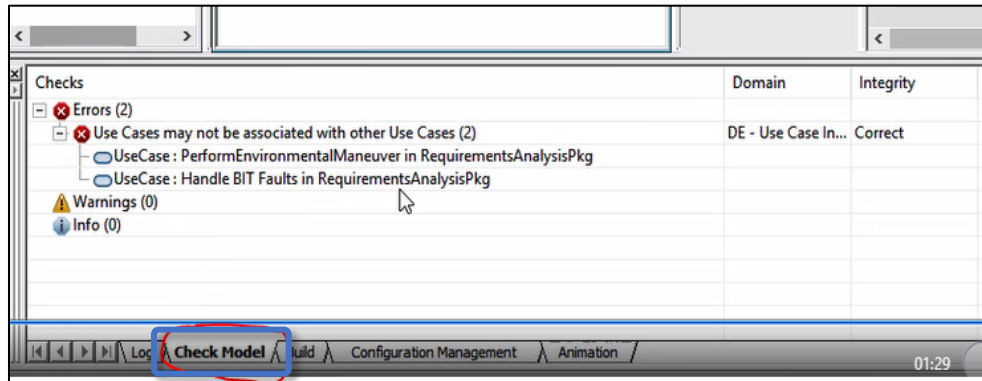 Checks Domain Integrity
Errors (2)
Use Cases may not be associated with other Use Cases (2) DE - Use Case In... Correct
UseCase : PerformEnvironmentalManeuver in RequirementsAnalysisPkg
UseCase : Handle BIT Faults in RequirementsAnalysisPkg
Warnings (0)
Info (0)
Log Check Model Build Configuration Management Animation
01:29